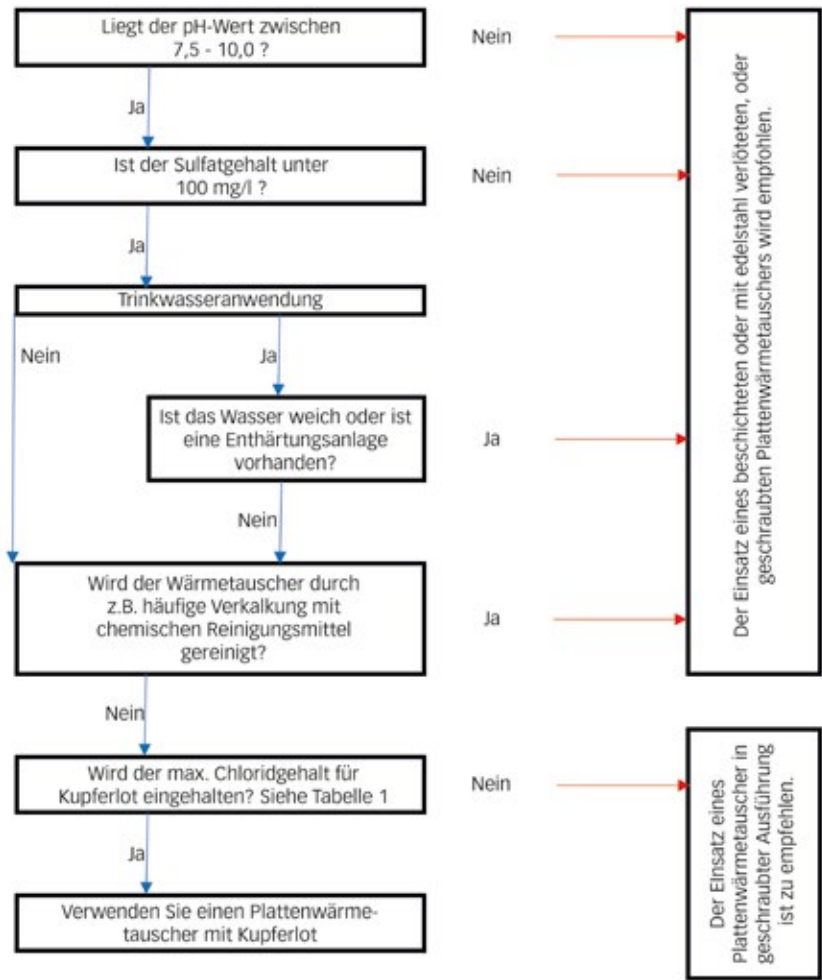 Liegt der pH-Wert zwischen
7,5 - 10,0 ?
Nein
Ja
Ist der Sulfatgehalt unter
100 mg/l ?
Nein
Ja
Trinkwasseranwendung
Nein
Ja
Ist das Wasser weich oder ist
eine Enthärtungsanlage
vorhanden?
Ja
Nein
Wird der Wärmetauscher durch
z.B. häufige Verkalkung mit
chemischen Reinigungsmittel
gereinigt?
Ja
Der Einsatz eines beschichteten oder mit edelstahl verlöteten, oder
geschraubten Plattenwärmetauschers wird empfohlen.
Nein
Wird der max. Chloridgehalt für
Kupferlot eingehalten? Siehe Tabelle 1
Nein
Der EInsatz eines
Plattenwärmetauscher in
geschraubter Ausführung
ist zu empfehlen.
Ja
Verwenden Sie einen Plattenwärme-
tauscher mit Kupferlot